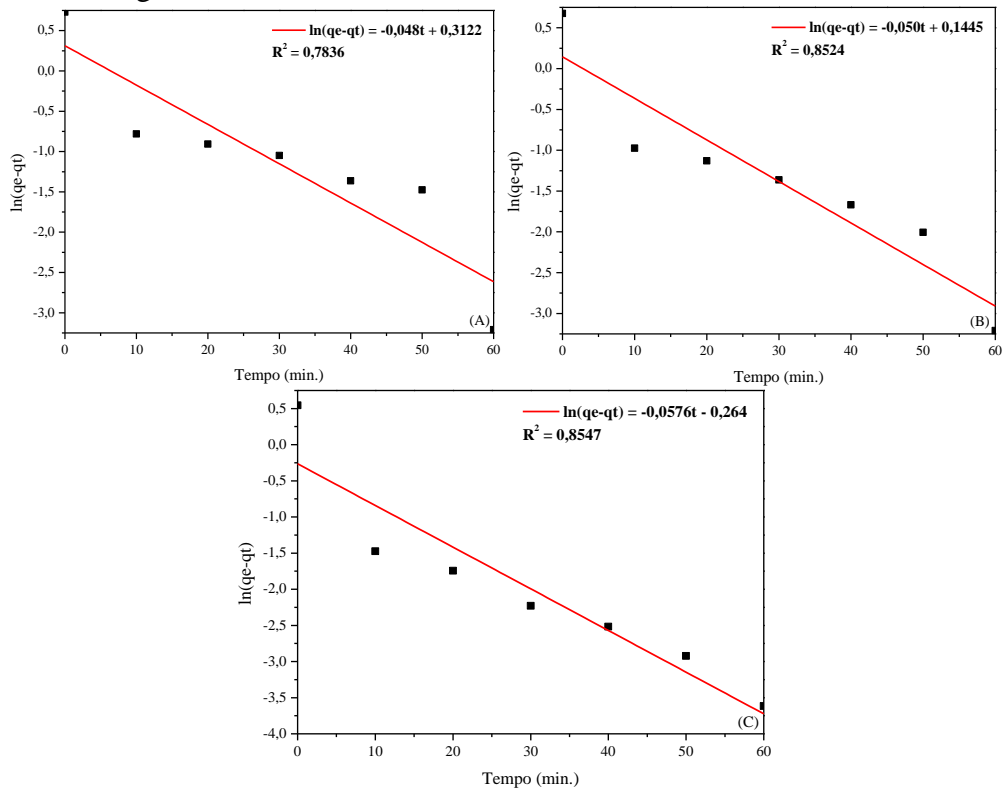 0,5
0,0
-0,5
-1,0
-1,5
-2,0
-2,5
-3,0
ln(qe-qt)
ln(qe-qt) = -0,048t + 0,3122
R² = 0,7836
(A)
0 10 20 30 40 50 60
Tempo (min.)
0,5
0,0
-0,5
-1,0
-1,5
-2,0
-2,5
-3,0
ln(qe-qt)
ln(qe-qt) = -0,050t + 0,1445
R² = 0,8524
(B)
0 10 20 30 40 50 60
Tempo (min.)
0,5
0,0
-0,5
-1,0
-1,5
-2,0
-2,5
-3,0
-3,5
-4,0
ln(qe-qt)
ln(qe-qt) = -0,0576t - 0,264
R² = 0,8547
(C)
0 10 20 30 40 50 60
Tempo (min.)